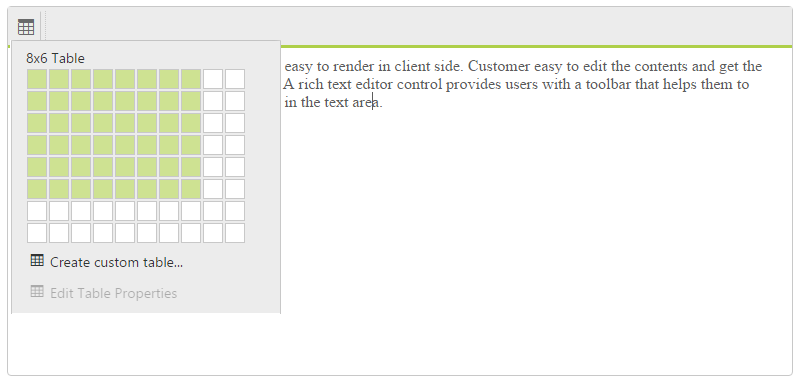 8x6 Table
easy to render in client side. Customer easy to edit the contents and get the
A rich text editor control provides users with a toolbar that helps them to
in the text area.
Create custom table...
Edit Table Properties